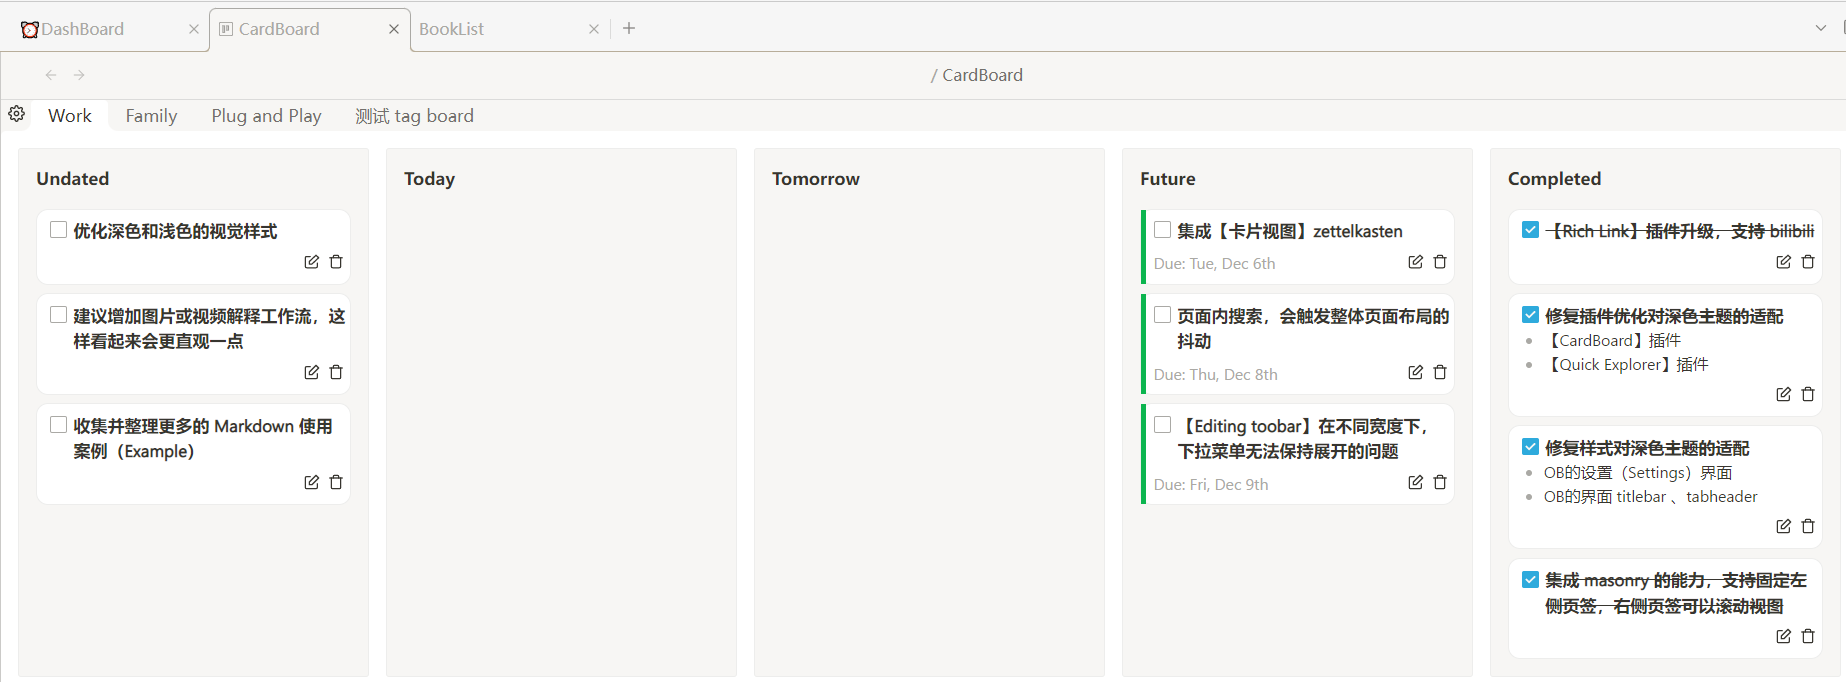 DashBoard
CardBoard
BookList
/ CardBoard
Work
Family
Plug and Play
测试 tag board
Undated
优化深色和浅色的视觉样式
建议增加图片或视频解释工作流，这
样看起来会更直观一点
收集并整理更多的 Markdown 使用
案例（Example）
Today
Tomorrow
Future
集成【卡片视图】zettelkasten
Due: Tue, Dec 6th
页面内搜索，会触发整体页面布局的
抖动
Due: Thu, Dec 8th
【Editing toobar】在不同宽度下，
下拉菜单无法保持展开的问题
Due: Fri, Dec 9th
Completed
【Rich Link】插件升级，支持 bilibili
修复插件优化对深色主题的适配
【CardBoard】插件
【Quick Explorer】插件
修复样式对深色主题的适配
OB的设置（Settings）界面
OB的界面 titlebar 、tabheader
集成 masonry 的能力，支持固定左
侧页签，右侧页签可以滚动视图